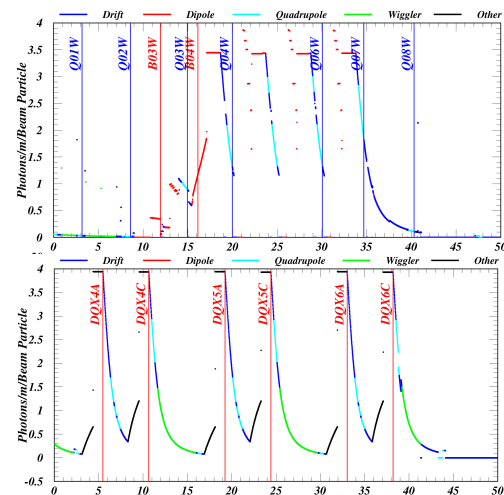 Drift Dipole Quadrupole Wiggler Other
Photons/m/Beam Particle
4
3.5
3
2.5
2
1.5
1
0.5
0
Q01W Q02W B03W Q03W B04W Q04W Q06W Q07W Q08W
0 5 10 15 20 25 30 35 40 45 50
Drift Dipole Quadrupole Wiggler Other
Photons/m/Beam Particle
4
3.5
3
2.5
2
1.5
1
0.5
0
-0.5
DQX4A DQX4C DQX5A DQX5C DQX6A DQX6C
0 5 10 15 20 25 30 35 40 45 50